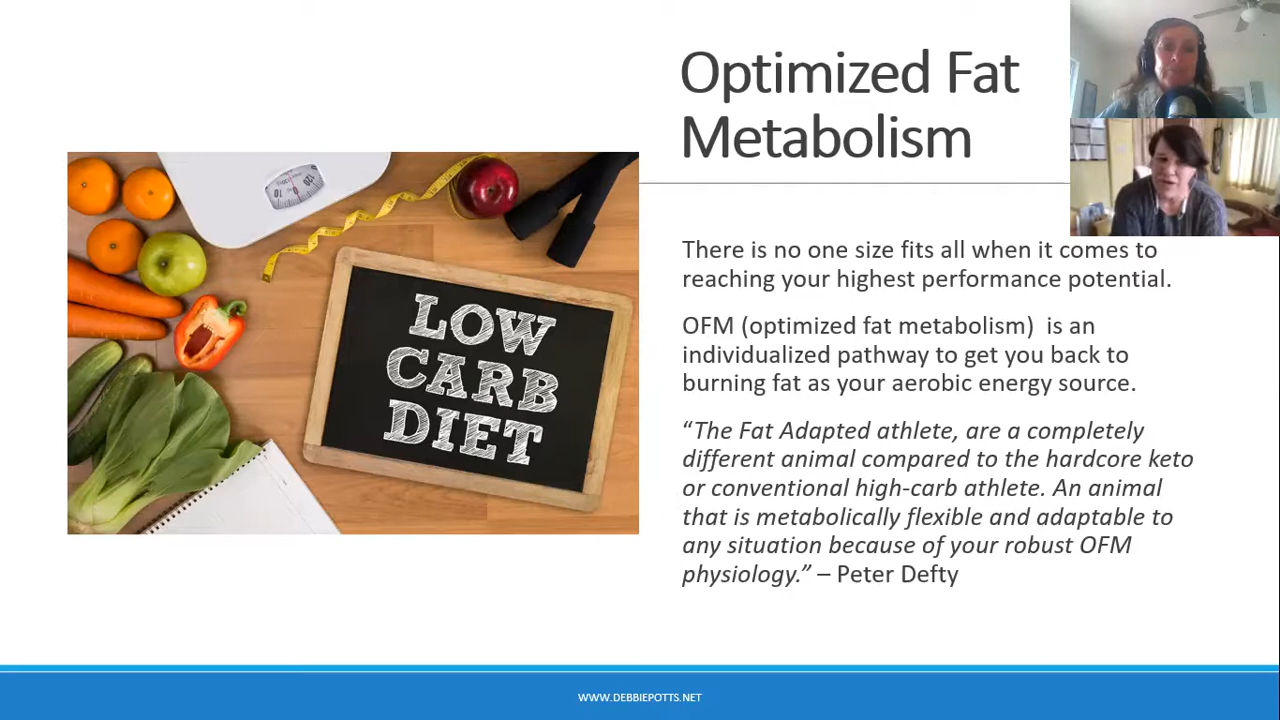 Optimized Fat
Metabolism
LOW
CARB
DIET
There is no one size fits all when it comes to
reaching your highest performance potential.
OFM (optimized fat metabolism)  is an
individualized pathway to get you back to
burning fat as your aerobic energy source.
“The Fat Adapted athlete, are a completely
different animal compared to the hardcore keto
or conventional high-carb athlete. An animal
that is metabolically flexible and adaptable to
any situation because of your robust OFM
physiology.” – Peter Defty
WWW.DEBBIEPOTTS.NET